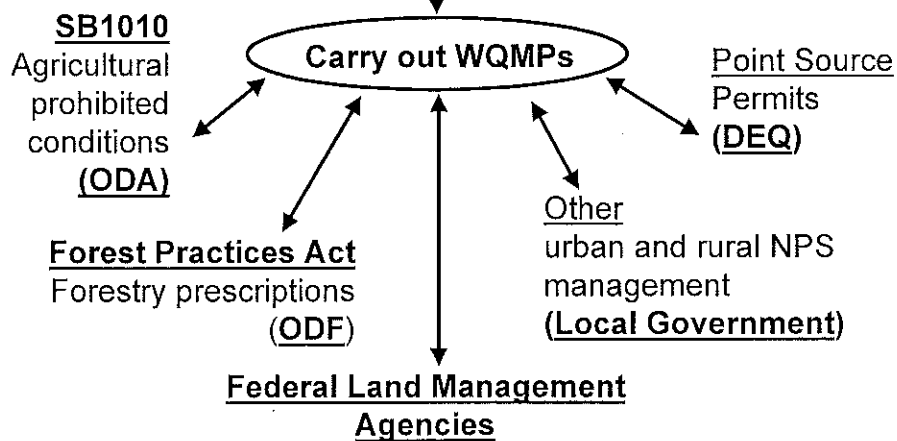 SB1010
Agricultural
prohibited
conditions
(ODA)
Carry out WQMPs
Point Source
Permits
(DEQ)
Forest Practices Act
Forestry prescriptions
(ODF)
Other
urban and rural NPS
management
(Local Government)
Federal Land Management
Agencies